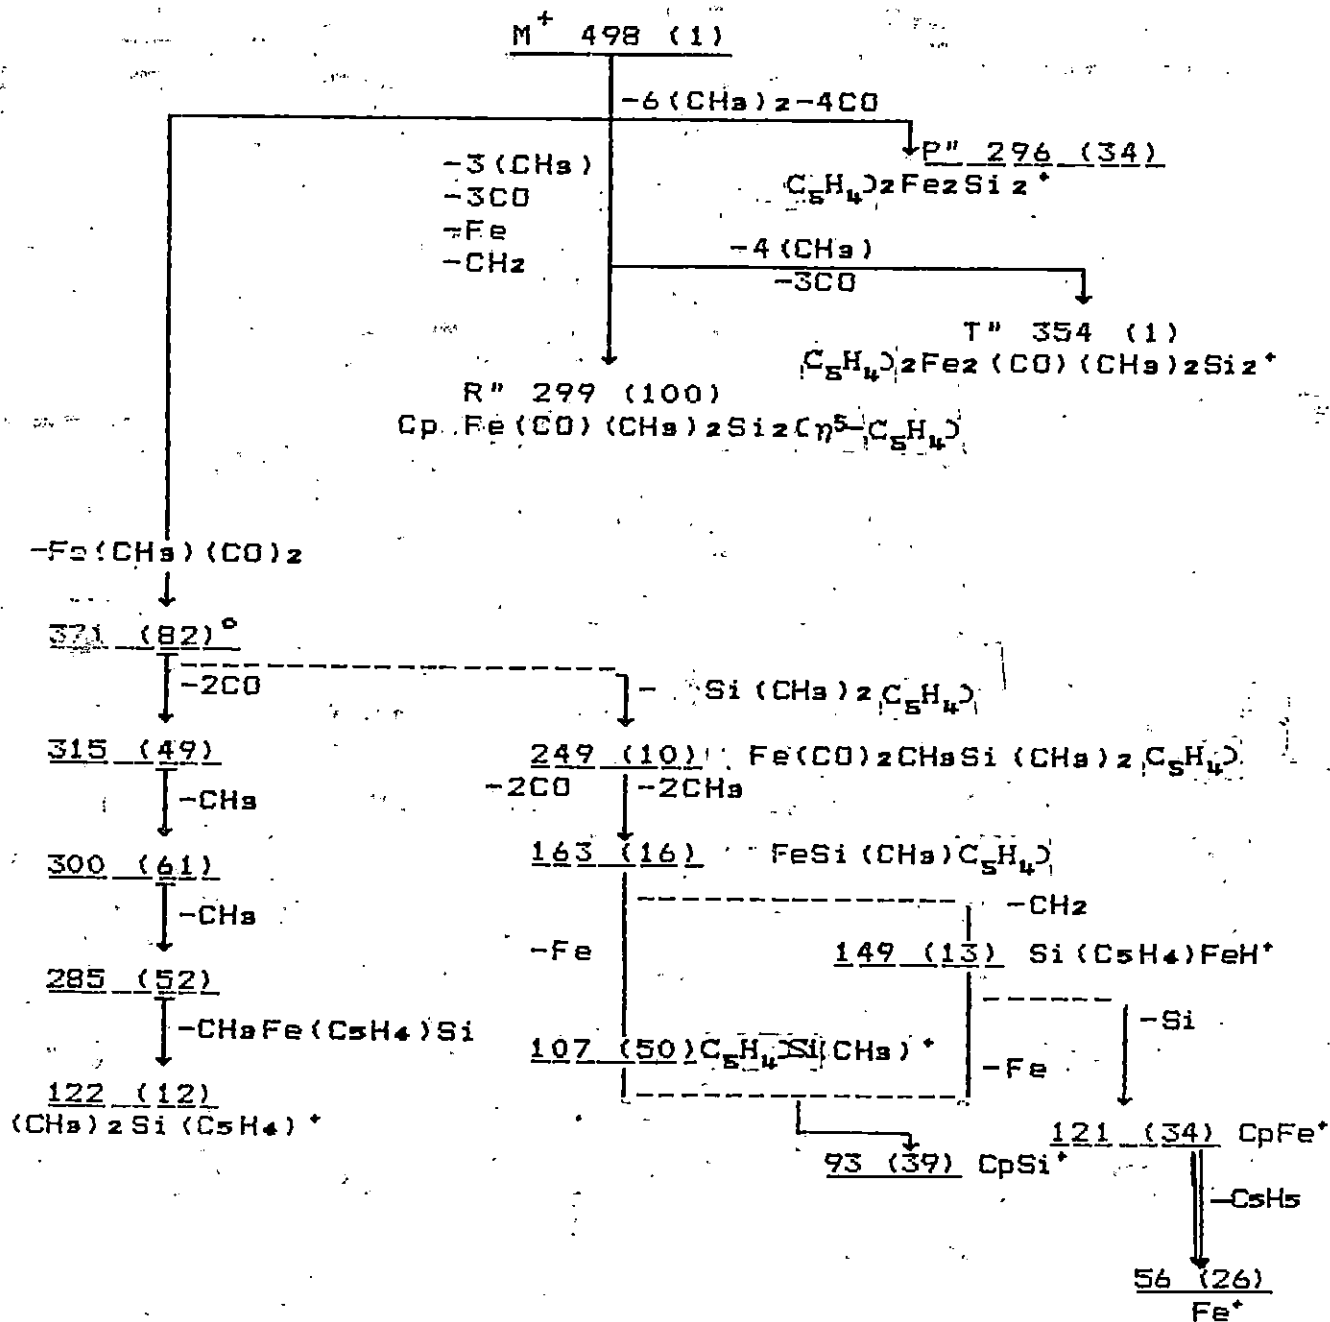 M⁺ 498 (1)
-6(CH₃)₂-4CO
P" 296 (34)
C₅H₄)₂Fe₂Si₂⁺
-3(CH₃)
-3CO
-Fe
-CH₂
-4(CH₃)
-3CO
T" 354 (1)
C₅H₄)₂Fe₂(CO)(CH₃)₂Si₂⁺
R" 299 (100)
Cp Fe(CO)(CH₃)₂Si₂(η⁵-C₅H₄)
-Fe(CH₃)(CO)₂
371 (82)°
-2CO
- Si(CH₃)₂C₅H₄)
315 (49)
249 (10) Fe(CO)₂CH₃Si(CH₃)₂C₅H₄)
-CH₃
-2CO -2CH₃
300 (61)
163 (16) FeSi(CH₃)C₅H₄)
-CH₃
-CH₂
-Fe
149 (13) Si(C₅H₄)FeH⁺
285 (52)
-CH₃Fe(C₅H₄)Si
-Si
107 (50)C₅H₄)Si(CH₃)⁺
-Fe
122 (12)
(CH₃)₂Si(C₅H₄)⁺
121 (34) CpFe⁺
93 (39) CpSi⁺
-C₅H₅
56 (26)
Fe⁺